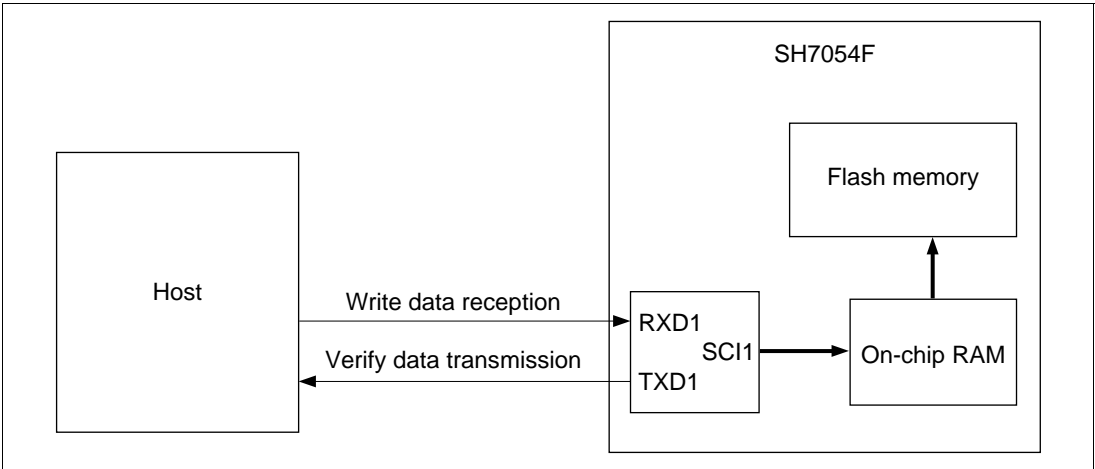 SH7054F
Flash memory
Host
Write data reception
RXD1
SCI1
On-chip RAM
Verify data transmission
TXD1